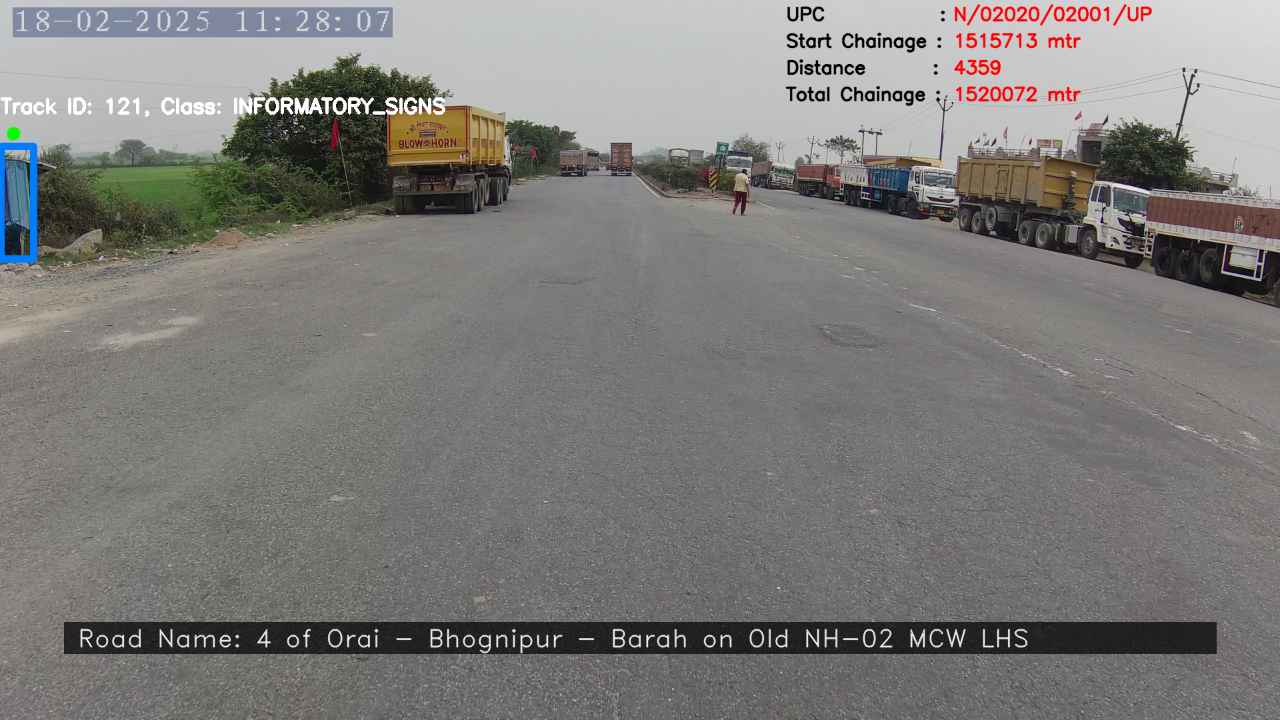 18-02-2025 11:28:07
UPC : N/02020/02001/UP
Start Chainage : 1515713 mtr
Distance : 4359
Total Chainage : 1520072 mtr
Track ID: 121, Class: INFORMATORY_SIGNS
BLOW HORN
Road Name: 4 of Orai - Bhognipur - Barah on Old NH-02 MCW LHS